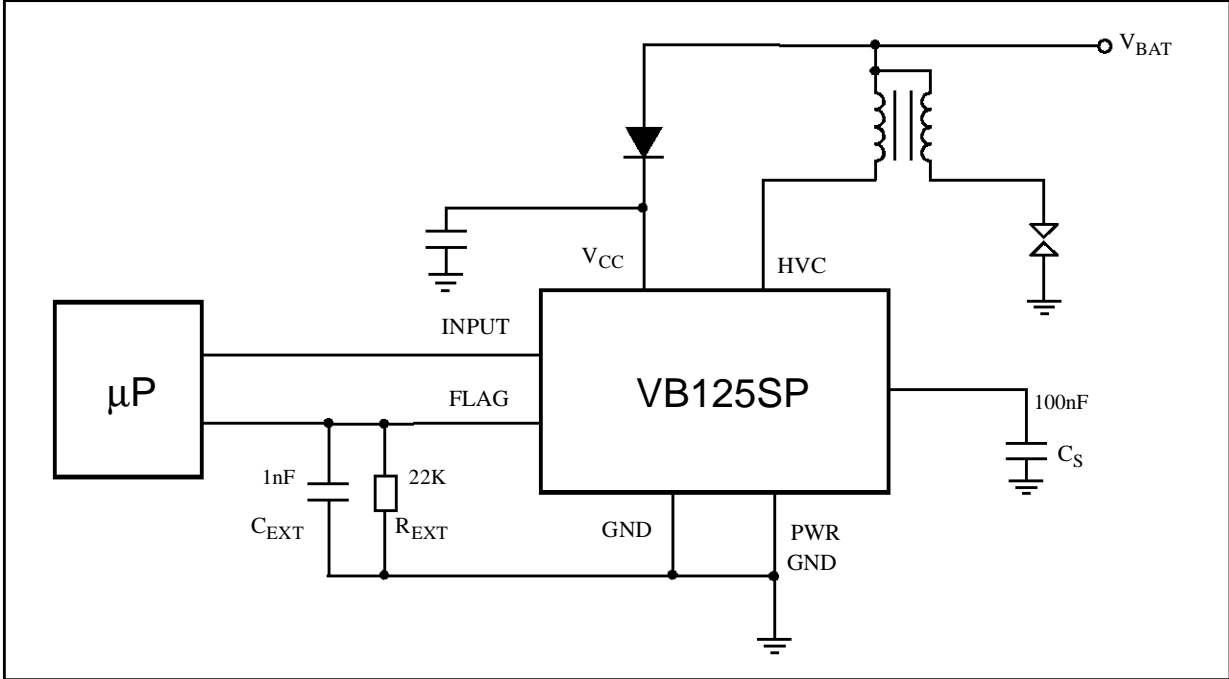 V_BAT
V_CC
HVC
INPUT
μP
VB125SP
FLAG
100nF
C_S
1nF
22K
C_EXT
R_EXT
GND
PWR
GND